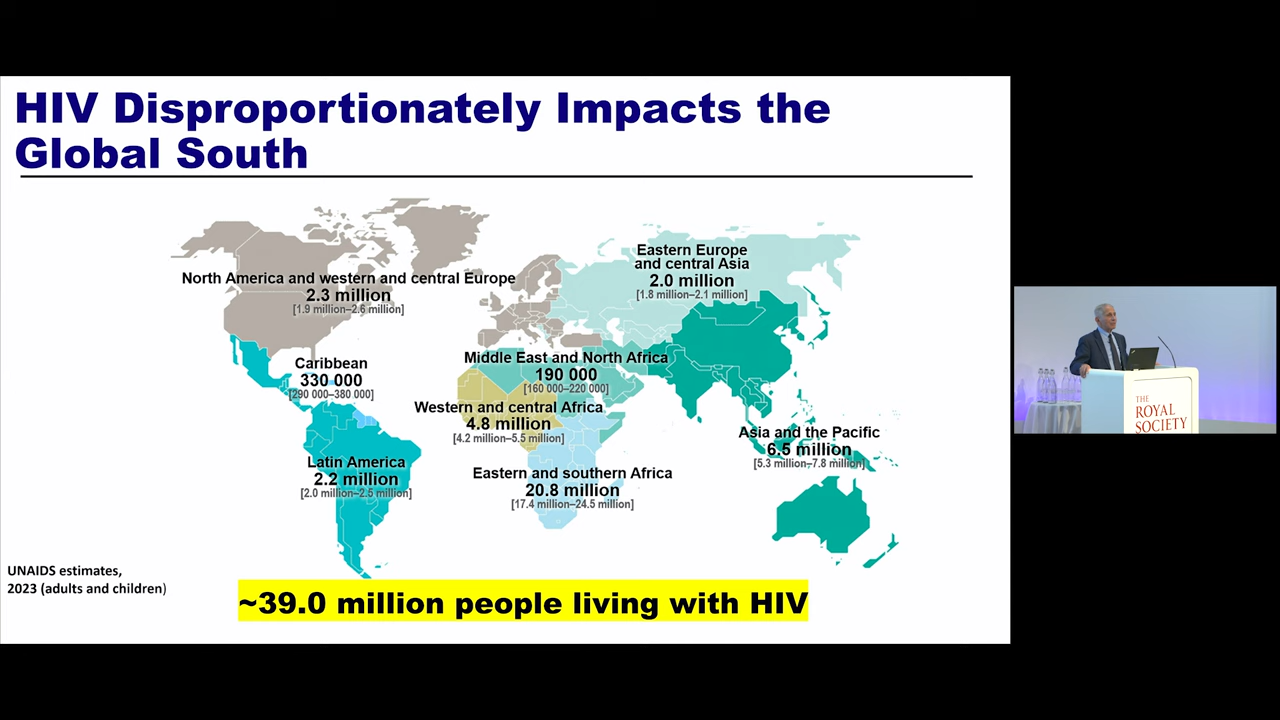 HIV Disproportionately Impacts the
Global South
North America and western and central Europe
2.3 million
[1.9 million–2.6 million]
Eastern Europe
and central Asia
2.0 million
[1.8 million–2.1 million]
Caribbean
330 000
[290 000–380 000]
Middle East and North Africa
190 000
[160 000–220 000]
Western and central Africa
4.8 million
[4.2 million–5.5 million]
Asia and the Pacific
6.5 million
[5.3 million–7.8 million]
Latin America
2.2 million
[2.0 million–2.5 million]
Eastern and southern Africa
20.8 million
[17.4 million–24.5 million]
UNAIDS estimates,
2023 (adults and children)
~39.0 million people living with HIV
THE
ROYAL
SOCIETY